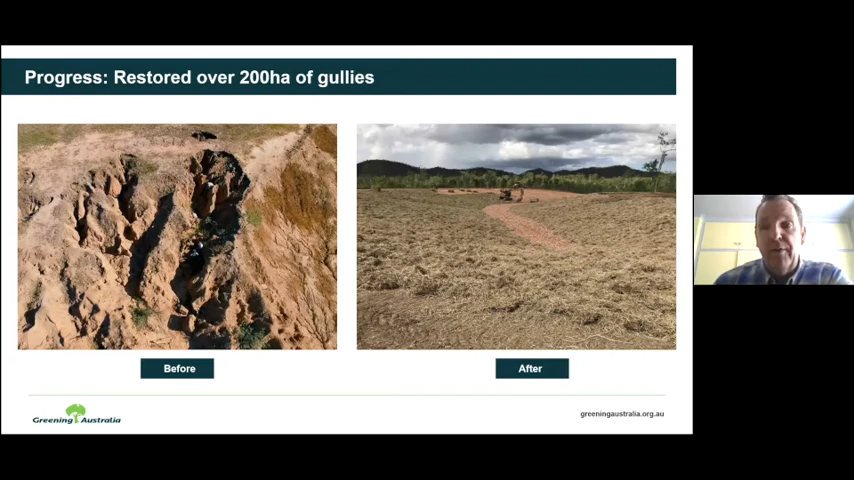 Progress: Restored over 200ha of gullies
Before
After
Greening Australia
greeningaustralia.org.au